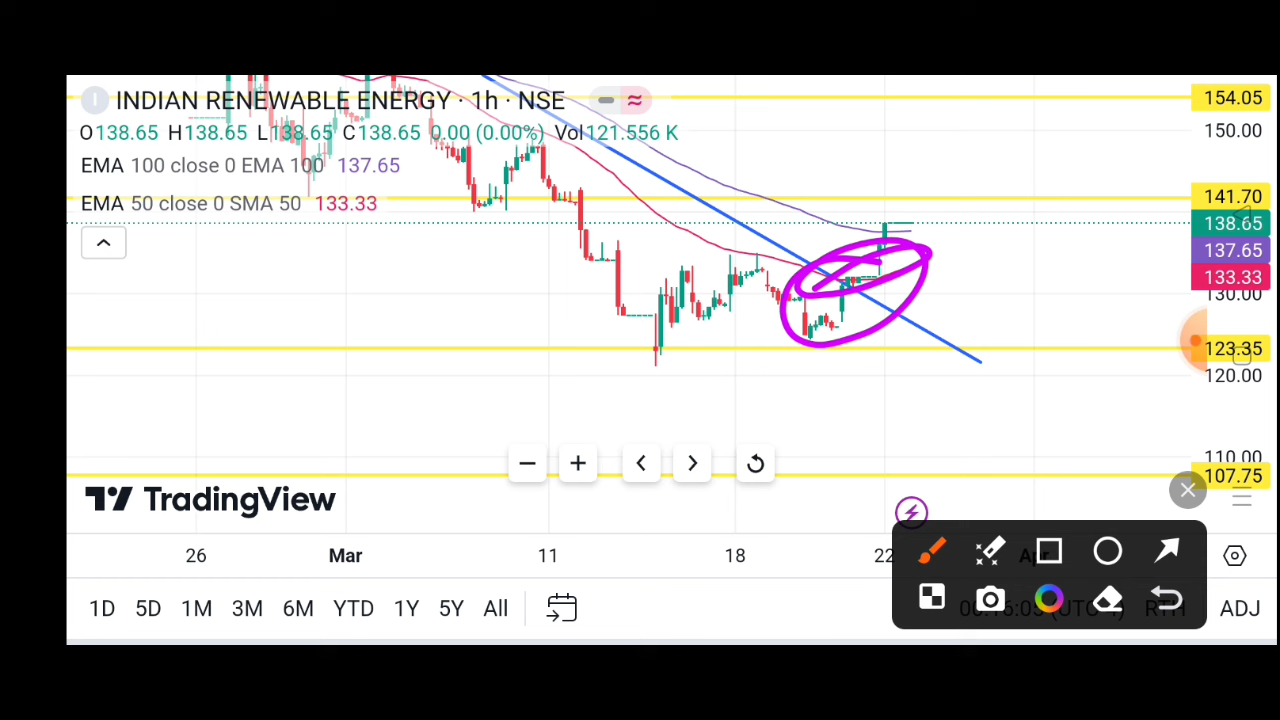 154.05
I INDIAN RENEWABLE ENERGY · 1h · NSE
150.00
O138.65 H138.65 L138.65 C138.65 0.00 (0.00%) Vol121.556 K
EMA 100 close 0 EMA 100 137.65
141.70
EMA 50 close 0 SMA 50 133.33
138.65
137.65
133.33
130.00
123.35
120.00
110.00
107.75
TradingView
26 Mar 11 18 22 Apr
1D 5D 1M 3M 6M YTD 1Y 5Y All RTH ADJ